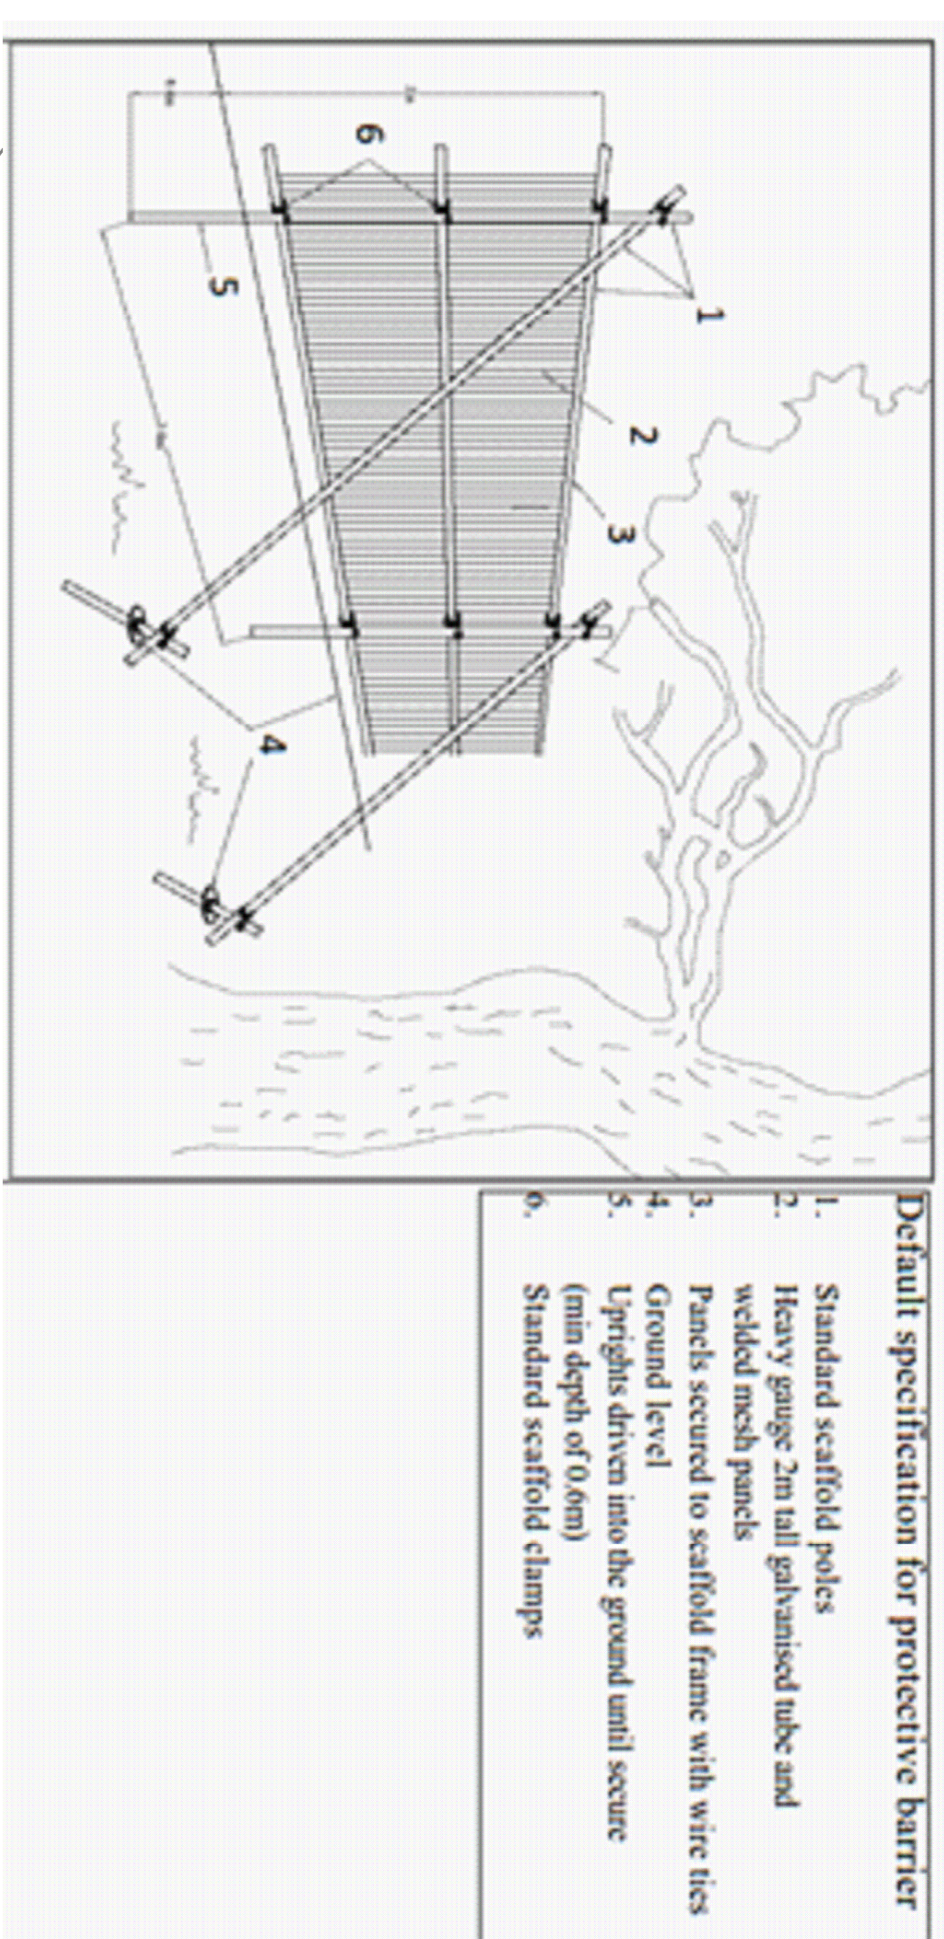 1
2
3
4
5
6
Default specification for protective barrier
1. Standard scaffold poles
2. Heavy gauge 2m tall galvanised tube and
welded mesh panels
3. Panels secured to scaffold frame with wire ties
4. Ground level
5. Uprights driven into the ground until secure
(min depth of 0.6m)
6. Standard scaffold clamps